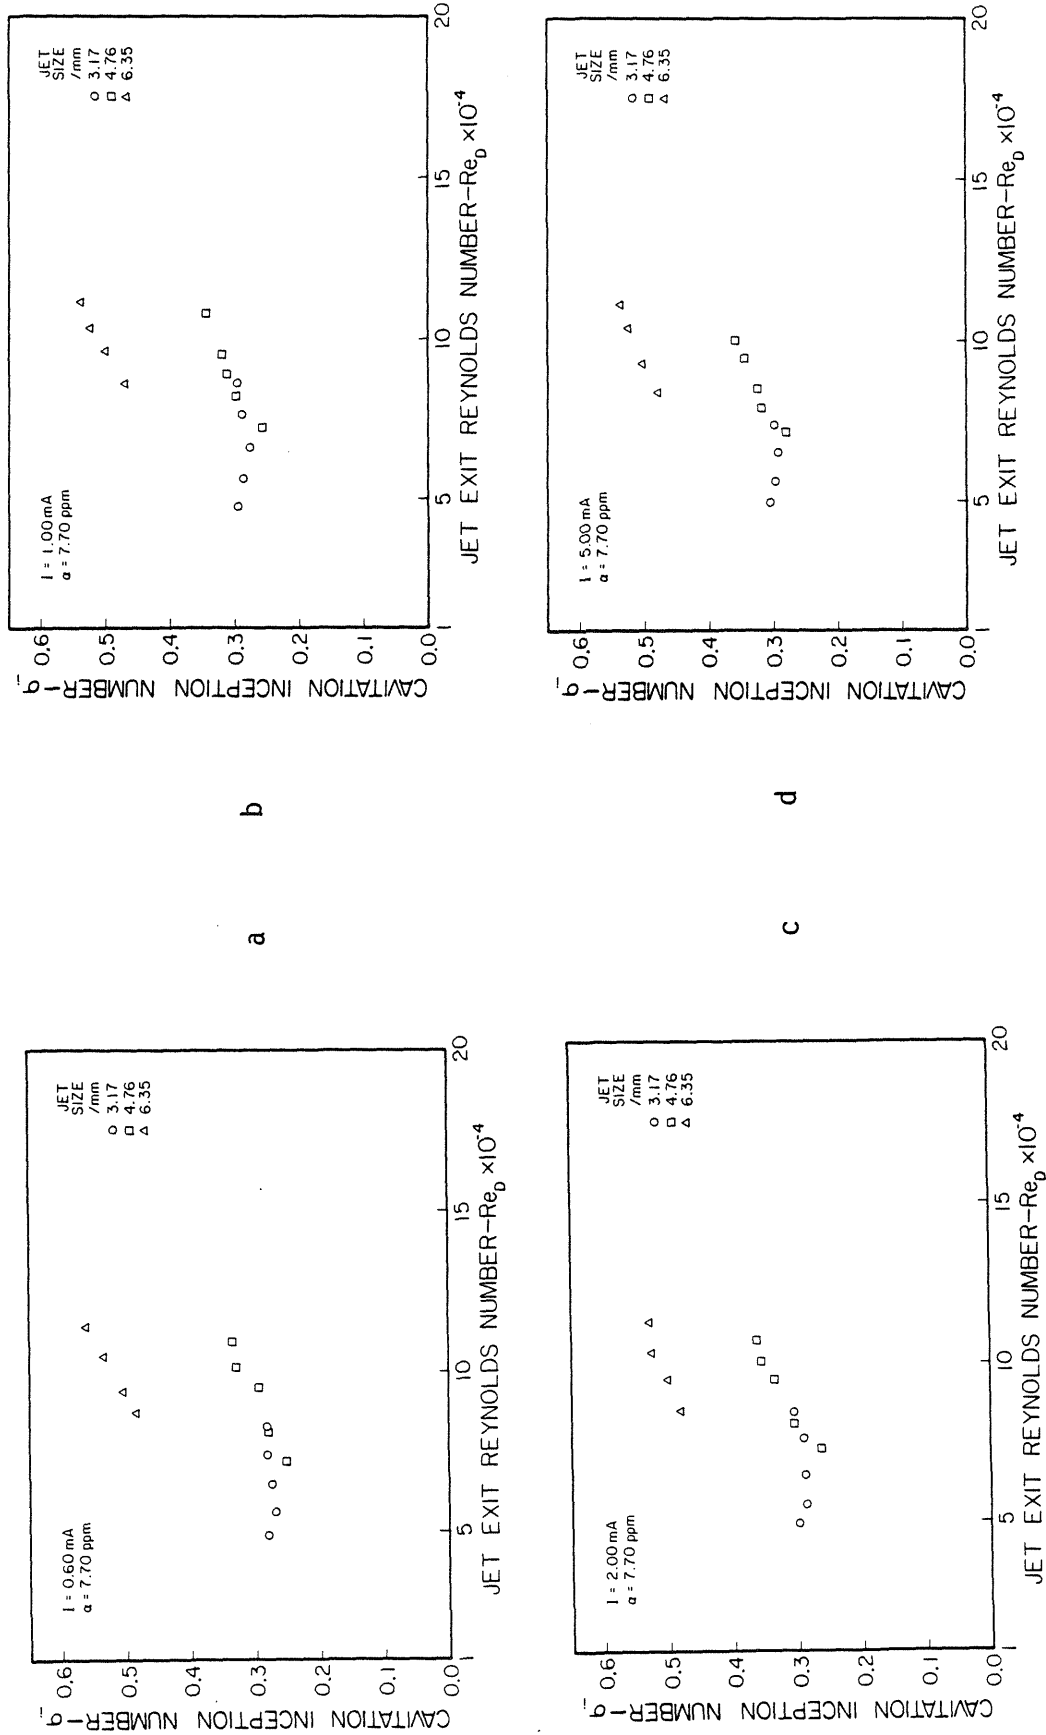 I = 0.60 mA
α = 7.70 ppm
JET
SIZE
/mm
○ 3.17
□ 4.76
△ 6.35
0.6
0.5
0.4
0.3
0.2
0.1
0.0
CAVITATION INCEPTION NUMBER–σi
1
5
10
15
20
JET EXIT REYNOLDS NUMBER–ReD ×10-4
a
I = 1.00 mA
α = 7.70 ppm
JET
SIZE
/mm
○ 3.17
□ 4.76
△ 6.35
0.6
0.5
0.4
0.3
0.2
0.1
0.0
CAVITATION INCEPTION NUMBER–σi
1
5
10
15
20
JET EXIT REYNOLDS NUMBER–ReD ×10-4
b
I = 2.00 mA
α = 7.70 ppm
JET
SIZE
/mm
○ 3.17
□ 4.76
△ 6.35
0.6
0.5
0.4
0.3
0.2
0.1
0.0
CAVITATION INCEPTION NUMBER–σi
1
5
10
15
20
JET EXIT REYNOLDS NUMBER–ReD ×10-4
c
I = 5.00 mA
α = 7.70 ppm
JET
SIZE
/mm
○ 3.17
□ 4.76
△ 6.35
0.6
0.5
0.4
0.3
0.2
0.1
0.0
CAVITATION INCEPTION NUMBER–σi
1
5
10
15
20
JET EXIT REYNOLDS NUMBER–ReD ×10-4
d